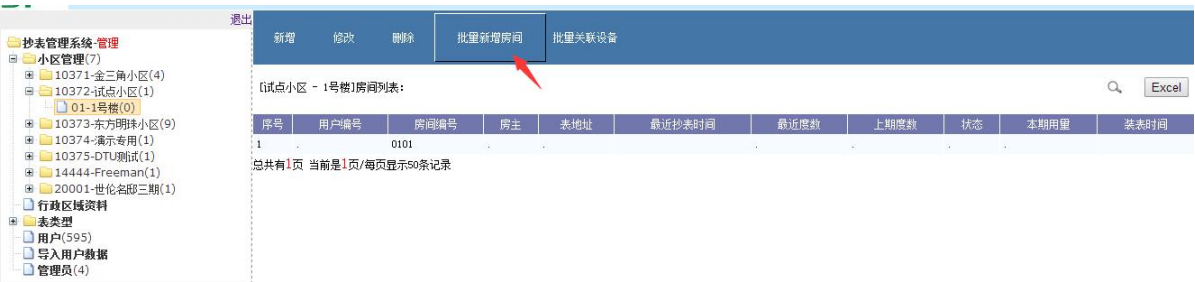 退出
抄表管理系统-管理
小区管理(7)
10371-金三角小区(4)
10372-试点小区(1)
01-1号楼(0)
10373-东方明珠小区(9)
10374-演示专用(1)
10375-DTU测试(1)
14444-Freeman(1)
20001-世伦名邸三期(1)
行政区域资料
表类型
用户(595)
导入用户数据
管理员(4)
新增 修改 删除 批量新增房间 批量关联设备
[试点小区 - 1号楼]房间列表: Excel
序号 用户编号 房间编号 房主 表地址 最近抄表时间 最近度数 上期度数 状态 本期用量 装表时间
1 . 0101 . . . . . .
总共有1页 当前是1页/每页显示50条记录